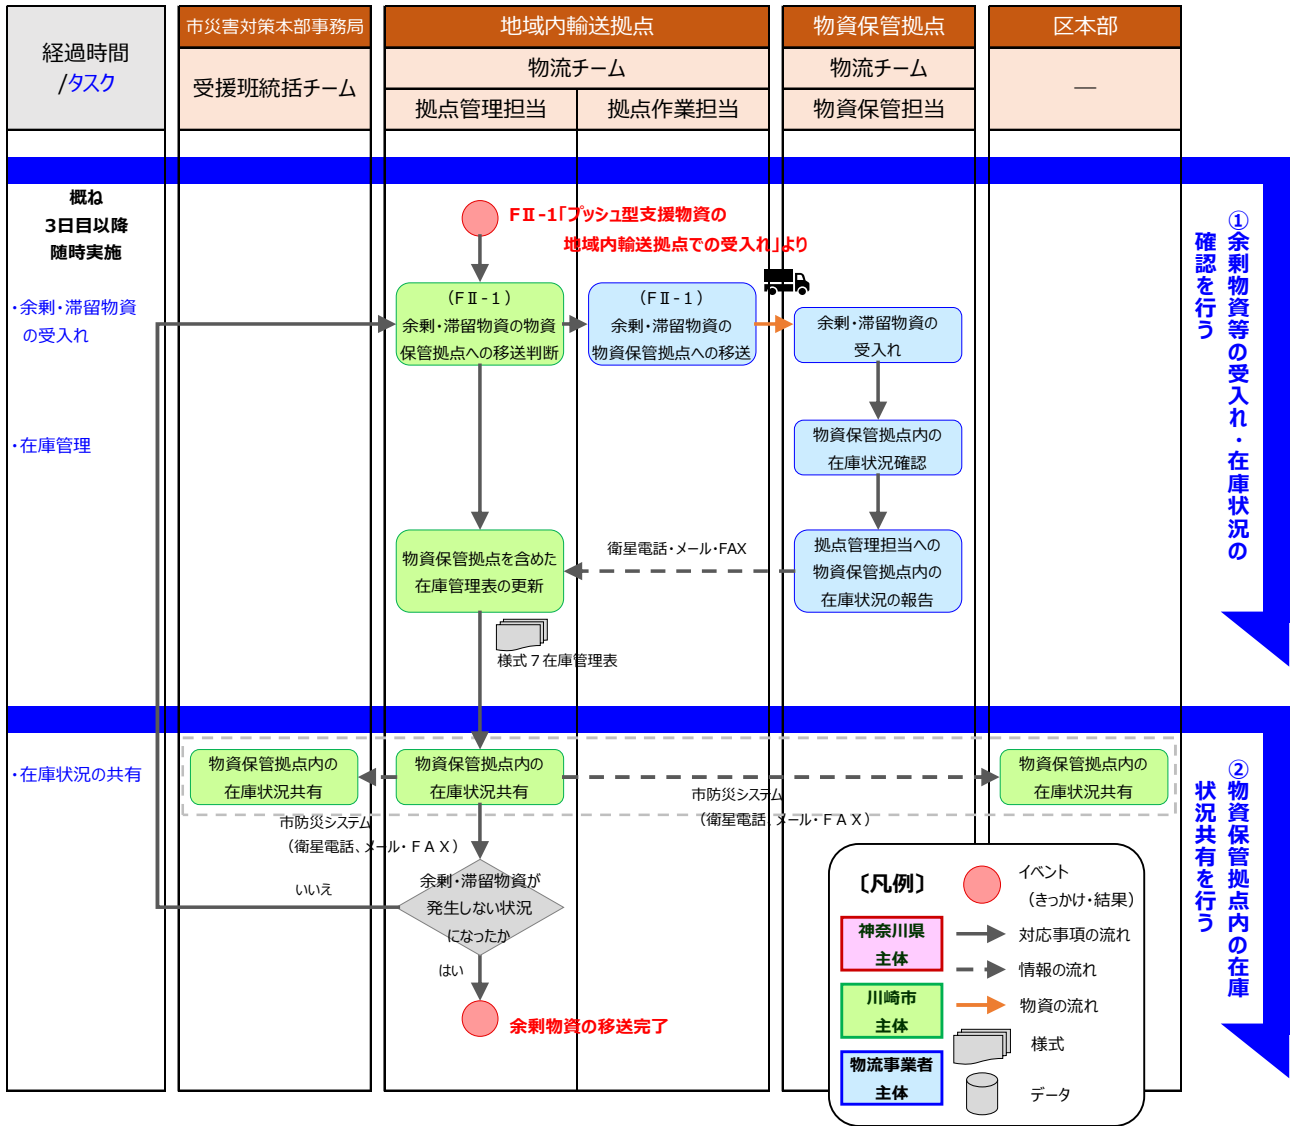 経過時間
/タスク
市災害対策本部事務局
受援班統括チーム
地域内輸送拠点
物流チーム
拠点管理担当
拠点作業担当
物資保管拠点
物流チーム
物資保管担当
区本部
―
概ね
3日目以降
随時実施
・余剰・滞留物資
の受入れ
・在庫管理
・在庫状況の共有
FⅡ-1「プッシュ型支援物資の
地域内輸送拠点での受入れ」より
（FⅡ-1）
余剰・滞留物資の物資
保管拠点への移送判断
（FⅡ-1）
余剰・滞留物資の
物資保管拠点への移送
余剰・滞留物資の
受入れ
物資保管拠点内の
在庫状況確認
拠点管理担当への
物資保管拠点内の
在庫状況の報告
衛星電話・メール・FAX
物資保管拠点を含めた
在庫管理表の更新
様式７在庫管理表
物資保管拠点内の
在庫状況共有
物資保管拠点内の
在庫状況共有
物資保管拠点内の
在庫状況共有
市防災システム
（衛星電話、メール・ＦＡＸ）
市防災システム
（衛星電話、メール・ＦＡＸ）
余剰・滞留物資が
発生しない状況
になったか
いいえ
はい
余剰物資の移送完了
①余剰物資等の受入れ・在庫状況の
確認を行う
②物資保管拠点内の在庫
状況共有を行う
〔凡例〕
イベント
（きっかけ・結果）
神奈川県
主体
対応事項の流れ
情報の流れ
川崎市
主体
物資の流れ
様式
物流事業者
主体
データ